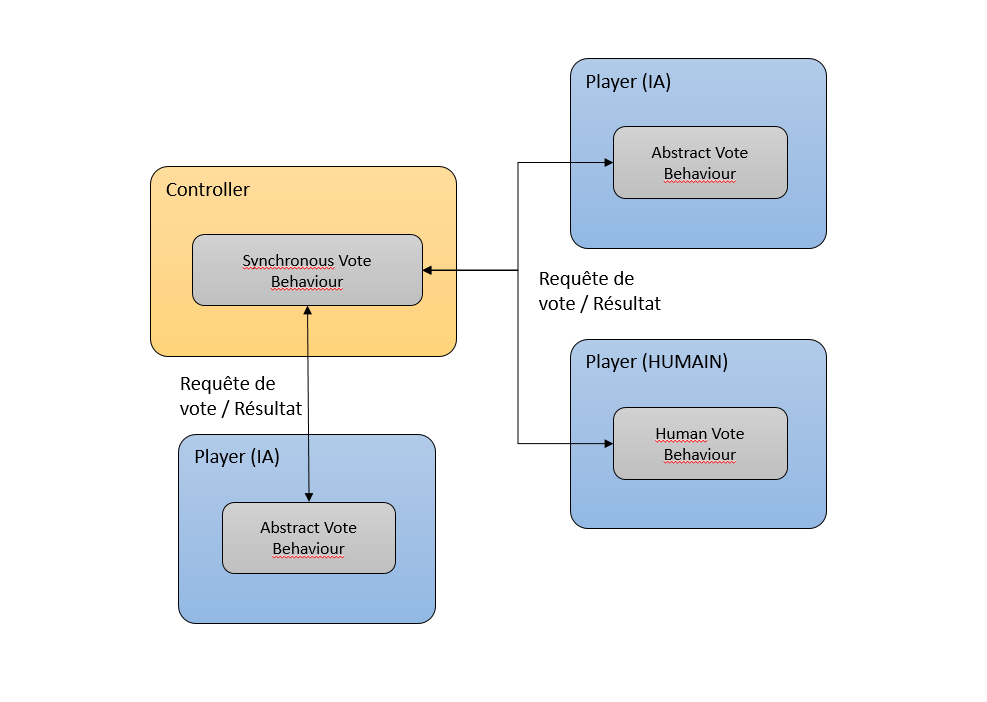 Player (IA)
Abstract Vote
Behaviour
Controller
Synchronous Vote
Behaviour
Requête de
vote / Résultat
Player (HUMAIN)
Human Vote
Behaviour
Requête de
vote / Résultat
Player (IA)
Abstract Vote
Behaviour